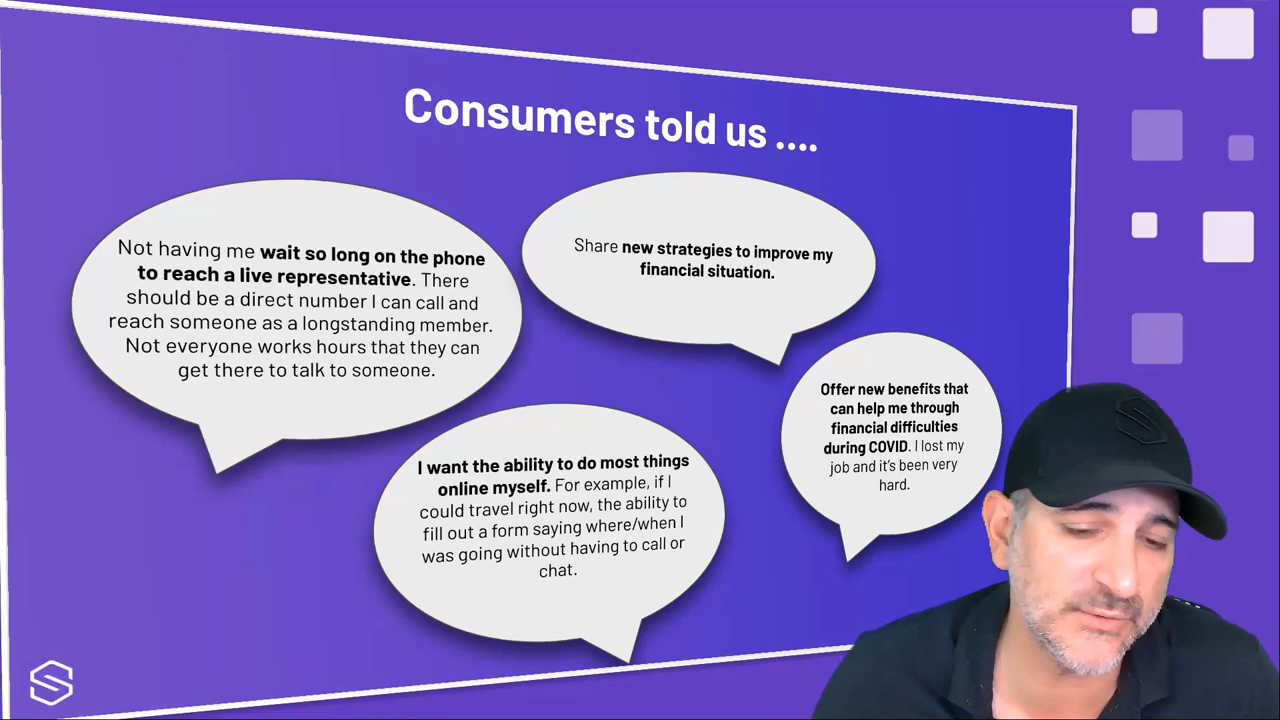 Consumers told us ....
Not having me wait so long on the phone
to reach a live representative. There
should be a direct number I can call and
reach someone as a longstanding member.
Not everyone works hours that they can
get there to talk to someone.
Share new strategies to improve my
financial situation.
Offer new benefits that
can help me through
financial difficulties
during COVID. I lost my
job and it's been very
hard.
I want the ability to do most things
online myself. For example, if I
could travel right now, the ability to
fill out a form saying where/when I
was going without having to call or
chat.